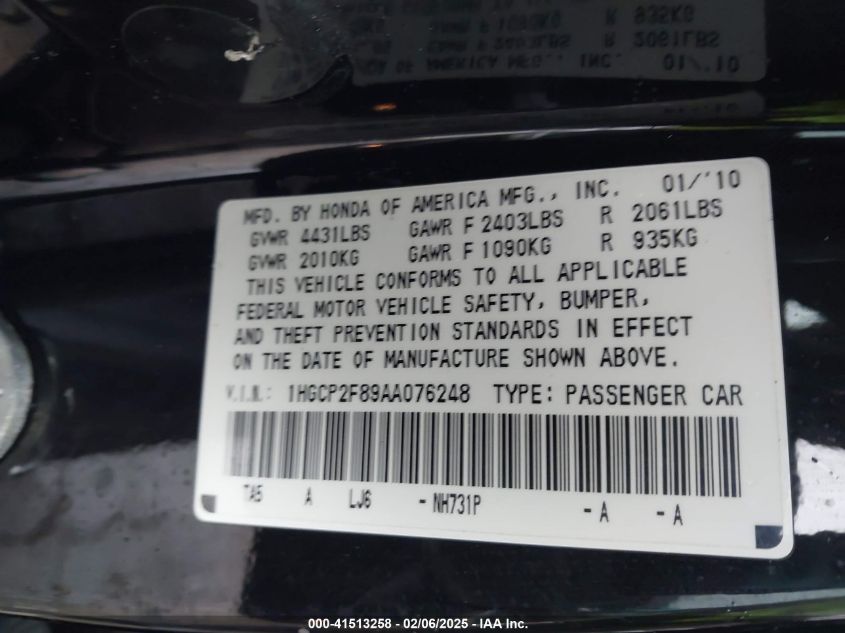 MFD. BY HONDA OF AMERICA MFG., INC. 01/'10
GVWR 4431LBS GAWR F 2403LBS R 2061LBS
GVWR 2010KG GAWR F 1090KG R 935KG
THIS VEHICLE CONFORMS TO ALL APPLICABLE
FEDERAL MOTOR VEHICLE SAFETY, BUMPER,
AND THEFT PREVENTION STANDARDS IN EFFECT
ON THE DATE OF MANUFACTURE SHOWN ABOVE.
V.I.N.: 1HGCP2F89AA076248 TYPE: PASSENGER CAR
TA5 A LJ6 - NH731P - A - A
000-41513258 - 02/06/2025 - IAA Inc.